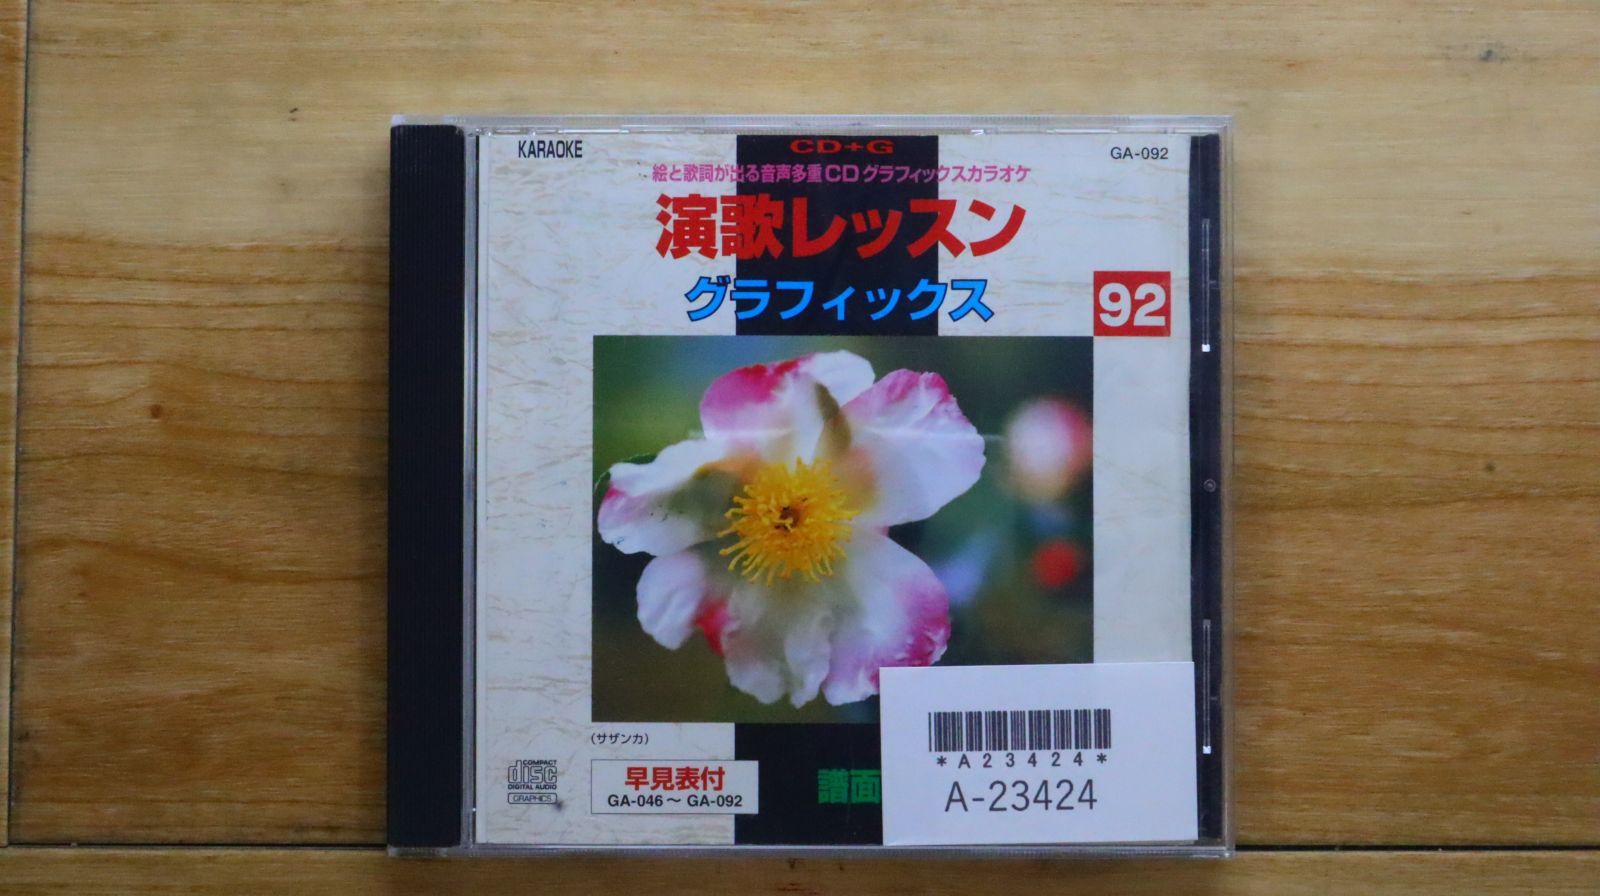 KARAOKE
CD+G
GA-092
絵と歌詞が出る音声多重CDグラフィックスカラオケ
演歌レッスン
グラフィックス
92
(サザンカ)
COMPACT
disc
DIGITAL AUDIO
GRAPHICS
早見表付
GA-046～GA-092
譜面
*A23424*
A-23424